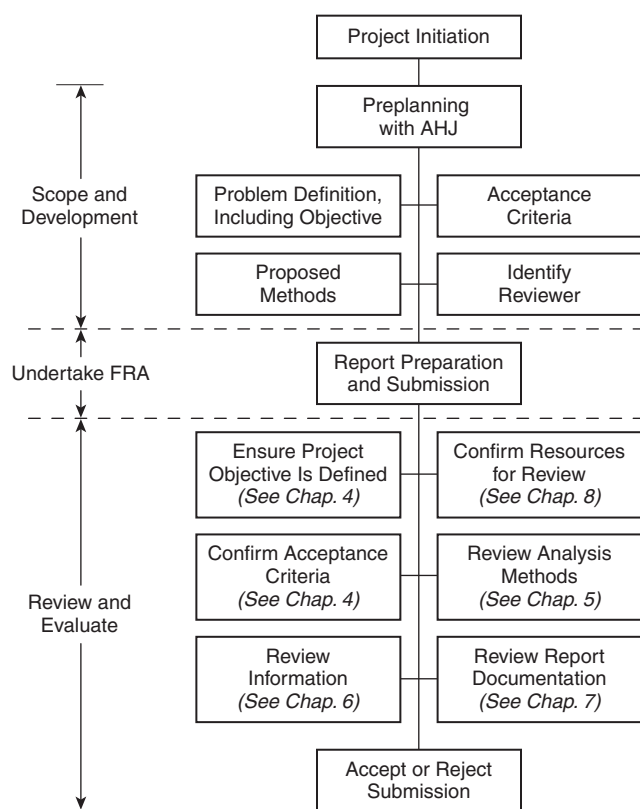 Project Initiation
Preplanning
with AHJ
Scope and
Development
Problem Definition,
Including Objective
Acceptance
Criteria
Proposed
Methods
Identify
Reviewer
Undertake FRA
Report Preparation
and Submission
Ensure Project
Objective Is Defined
(See Chap. 4)
Confirm Resources
for Review
(See Chap. 8)
Review and
Evaluate
Confirm Acceptance
Criteria
(See Chap. 4)
Review Analysis
Methods
(See Chap. 5)
Review
Information
(See Chap. 6)
Review Report
Documentation
(See Chap. 7)
Accept or Reject
Submission